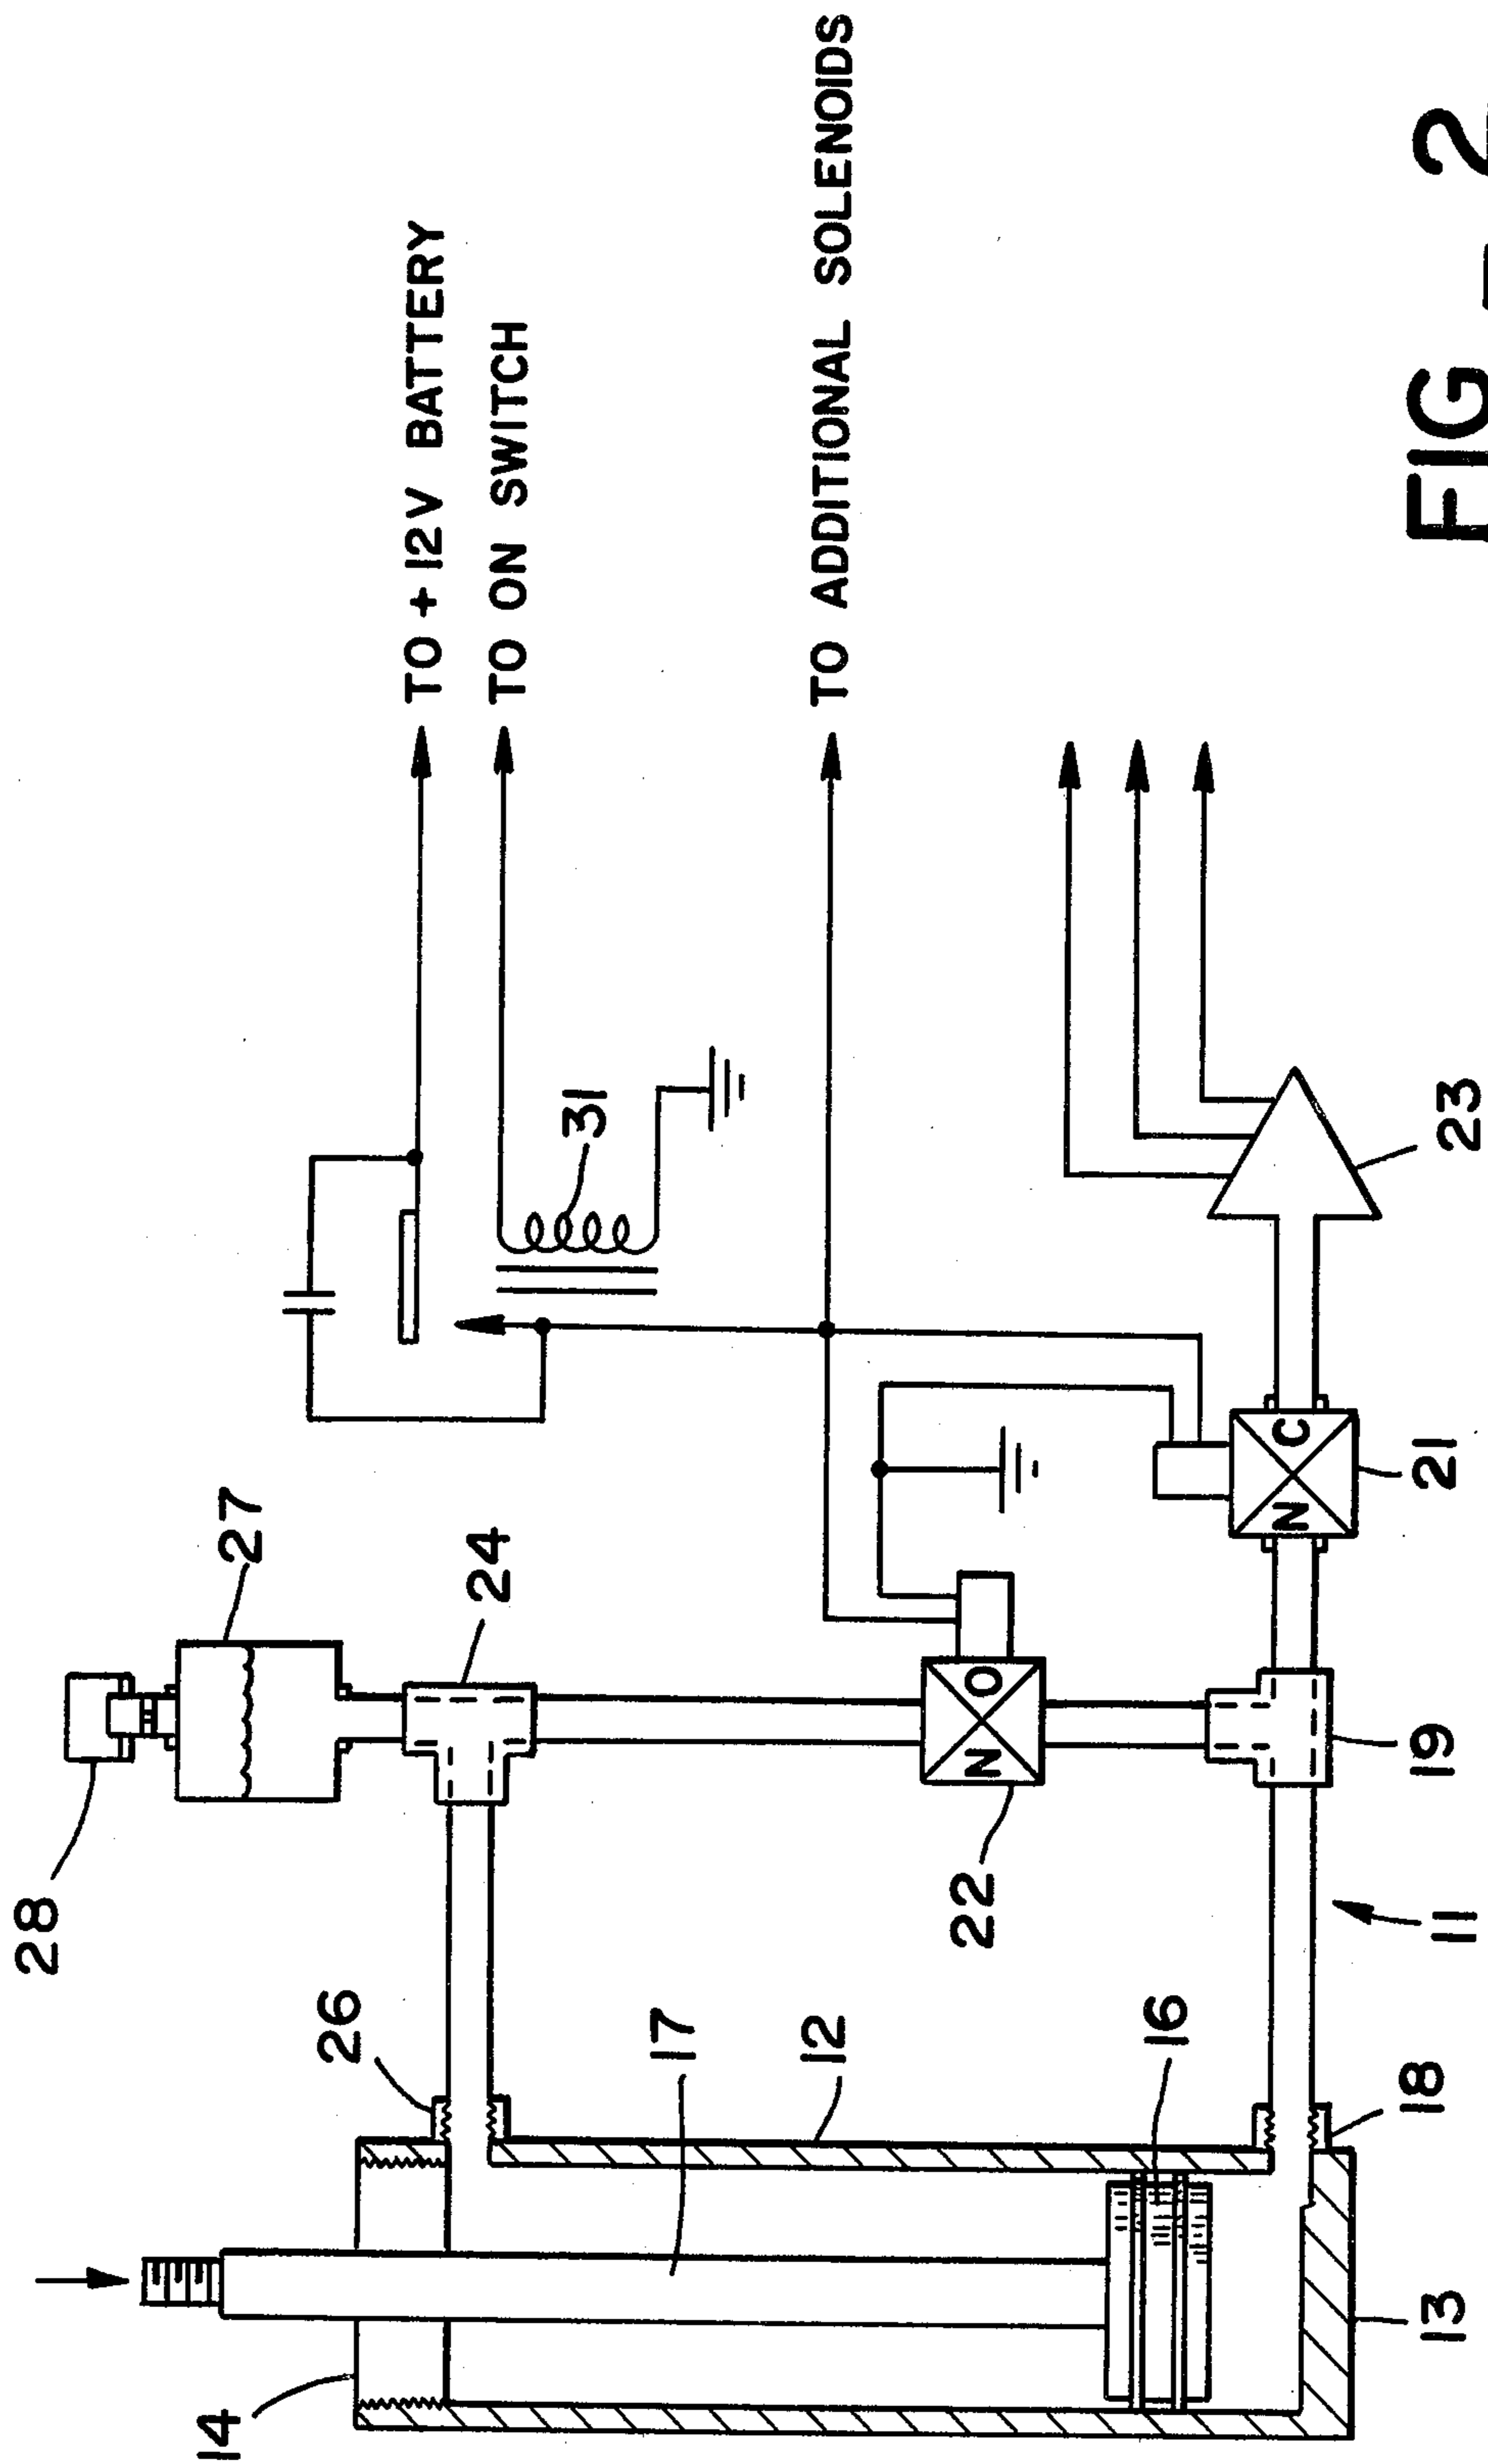 28
27
26
24
14
17
12
16
22
18
13
11
19
21
23
31
N O
N C
TO +12V BATTERY
TO ON SWITCH
TO ADDITIONAL SOLENOIDS
FIG _ 2